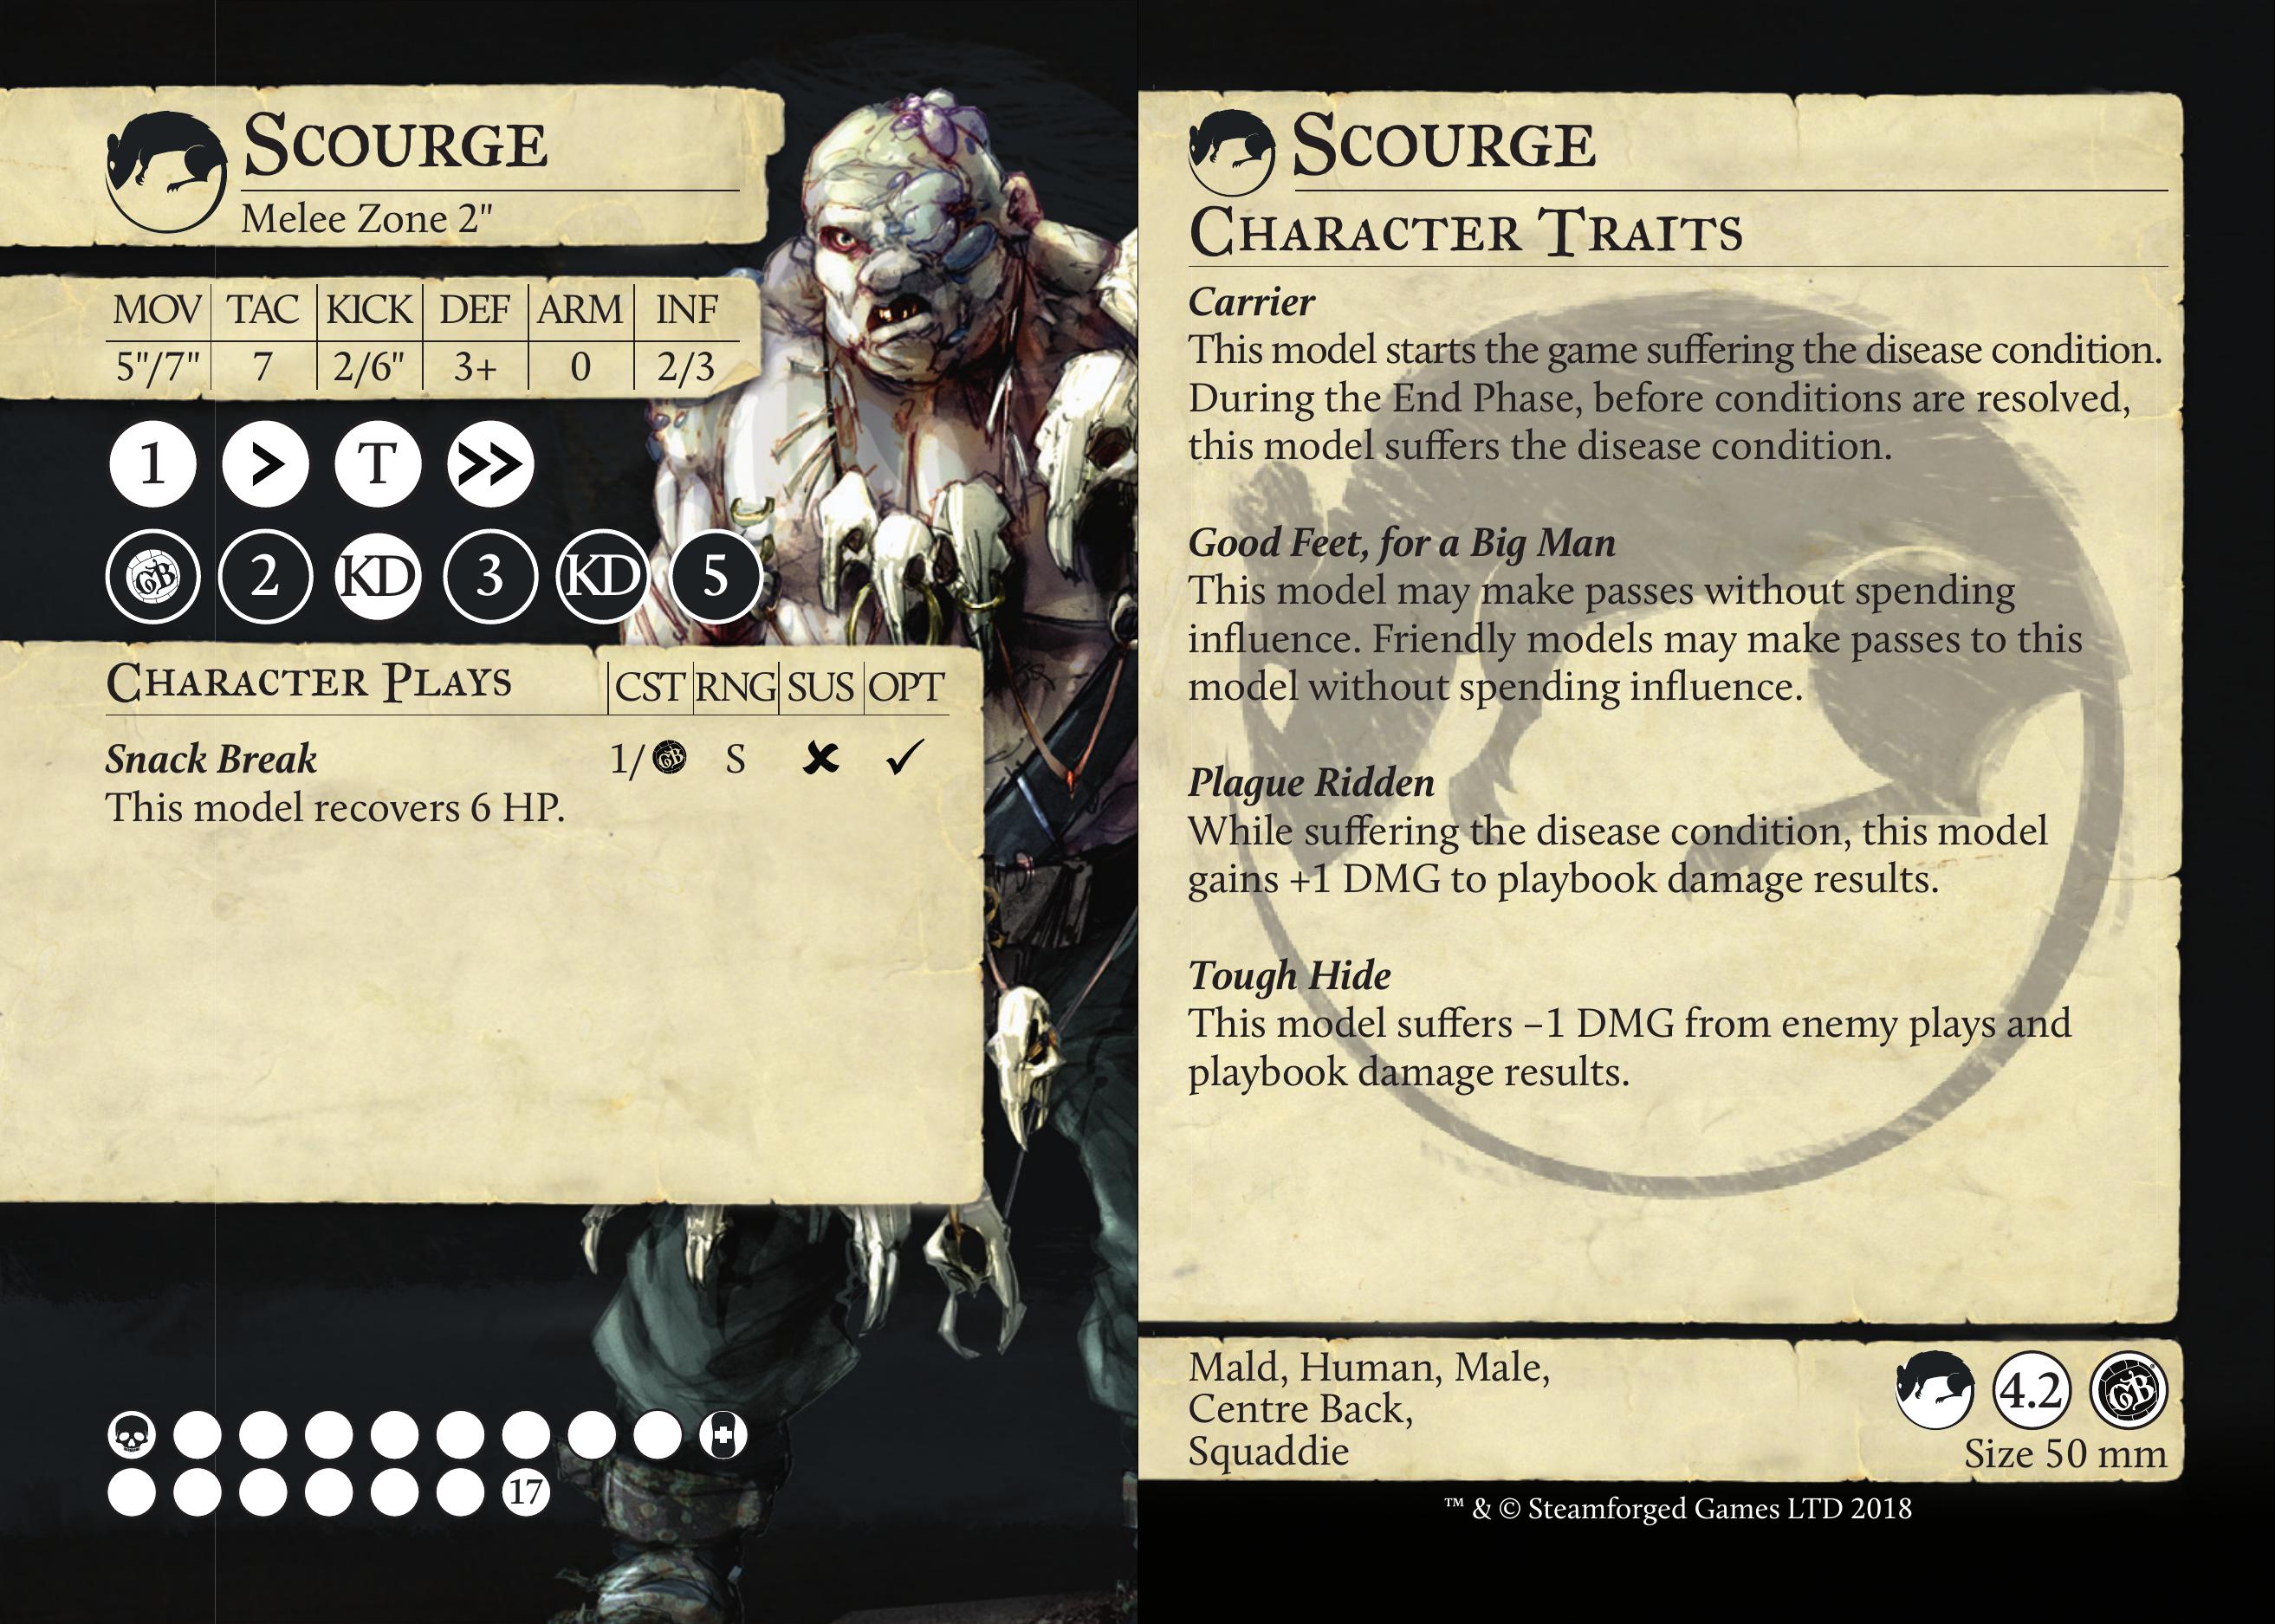 Scourge
Melee Zone 2"
MOV TAC KICK DEF ARM INF
5"/7" 7 2/6" 3+ 0 2/3
1 > T >>
GB 2 KD 3 KD 5
Character Plays CST RNG SUS OPT
Snack Break 1/GB S ✘ ✓
This model recovers 6 HP.
17
Scourge
Character Traits
Carrier
This model starts the game suffering the disease condition.
During the End Phase, before conditions are resolved,
this model suffers the disease condition.
Good Feet, for a Big Man
This model may make passes without spending
influence. Friendly models may make passes to this
model without spending influence.
Plague Ridden
While suffering the disease condition, this model
gains +1 DMG to playbook damage results.
Tough Hide
This model suffers –1 DMG from enemy plays and
playbook damage results.
Mald, Human, Male,
Centre Back,
Squaddie
4.2 GB
Size 50 mm
™ & © Steamforged Games LTD 2018